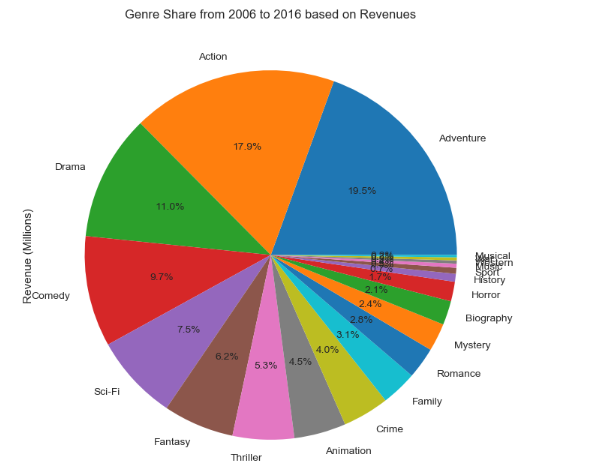 Genre Share from 2006 to 2016 based on Revenues
Action
Adventure
17.9%
19.5%
Drama
11.0%
Revenue (Millions)
Musical
Western
Music
Sport
0.7%
History
1.7%
Horror
9.7%
Comedy
2.1%
Biography
2.4%
Mystery
2.8%
Romance
3.1%
Family
7.5%
4.0%
Crime
4.5%
Animation
5.3%
Thriller
6.2%
Fantasy
Sci-Fi